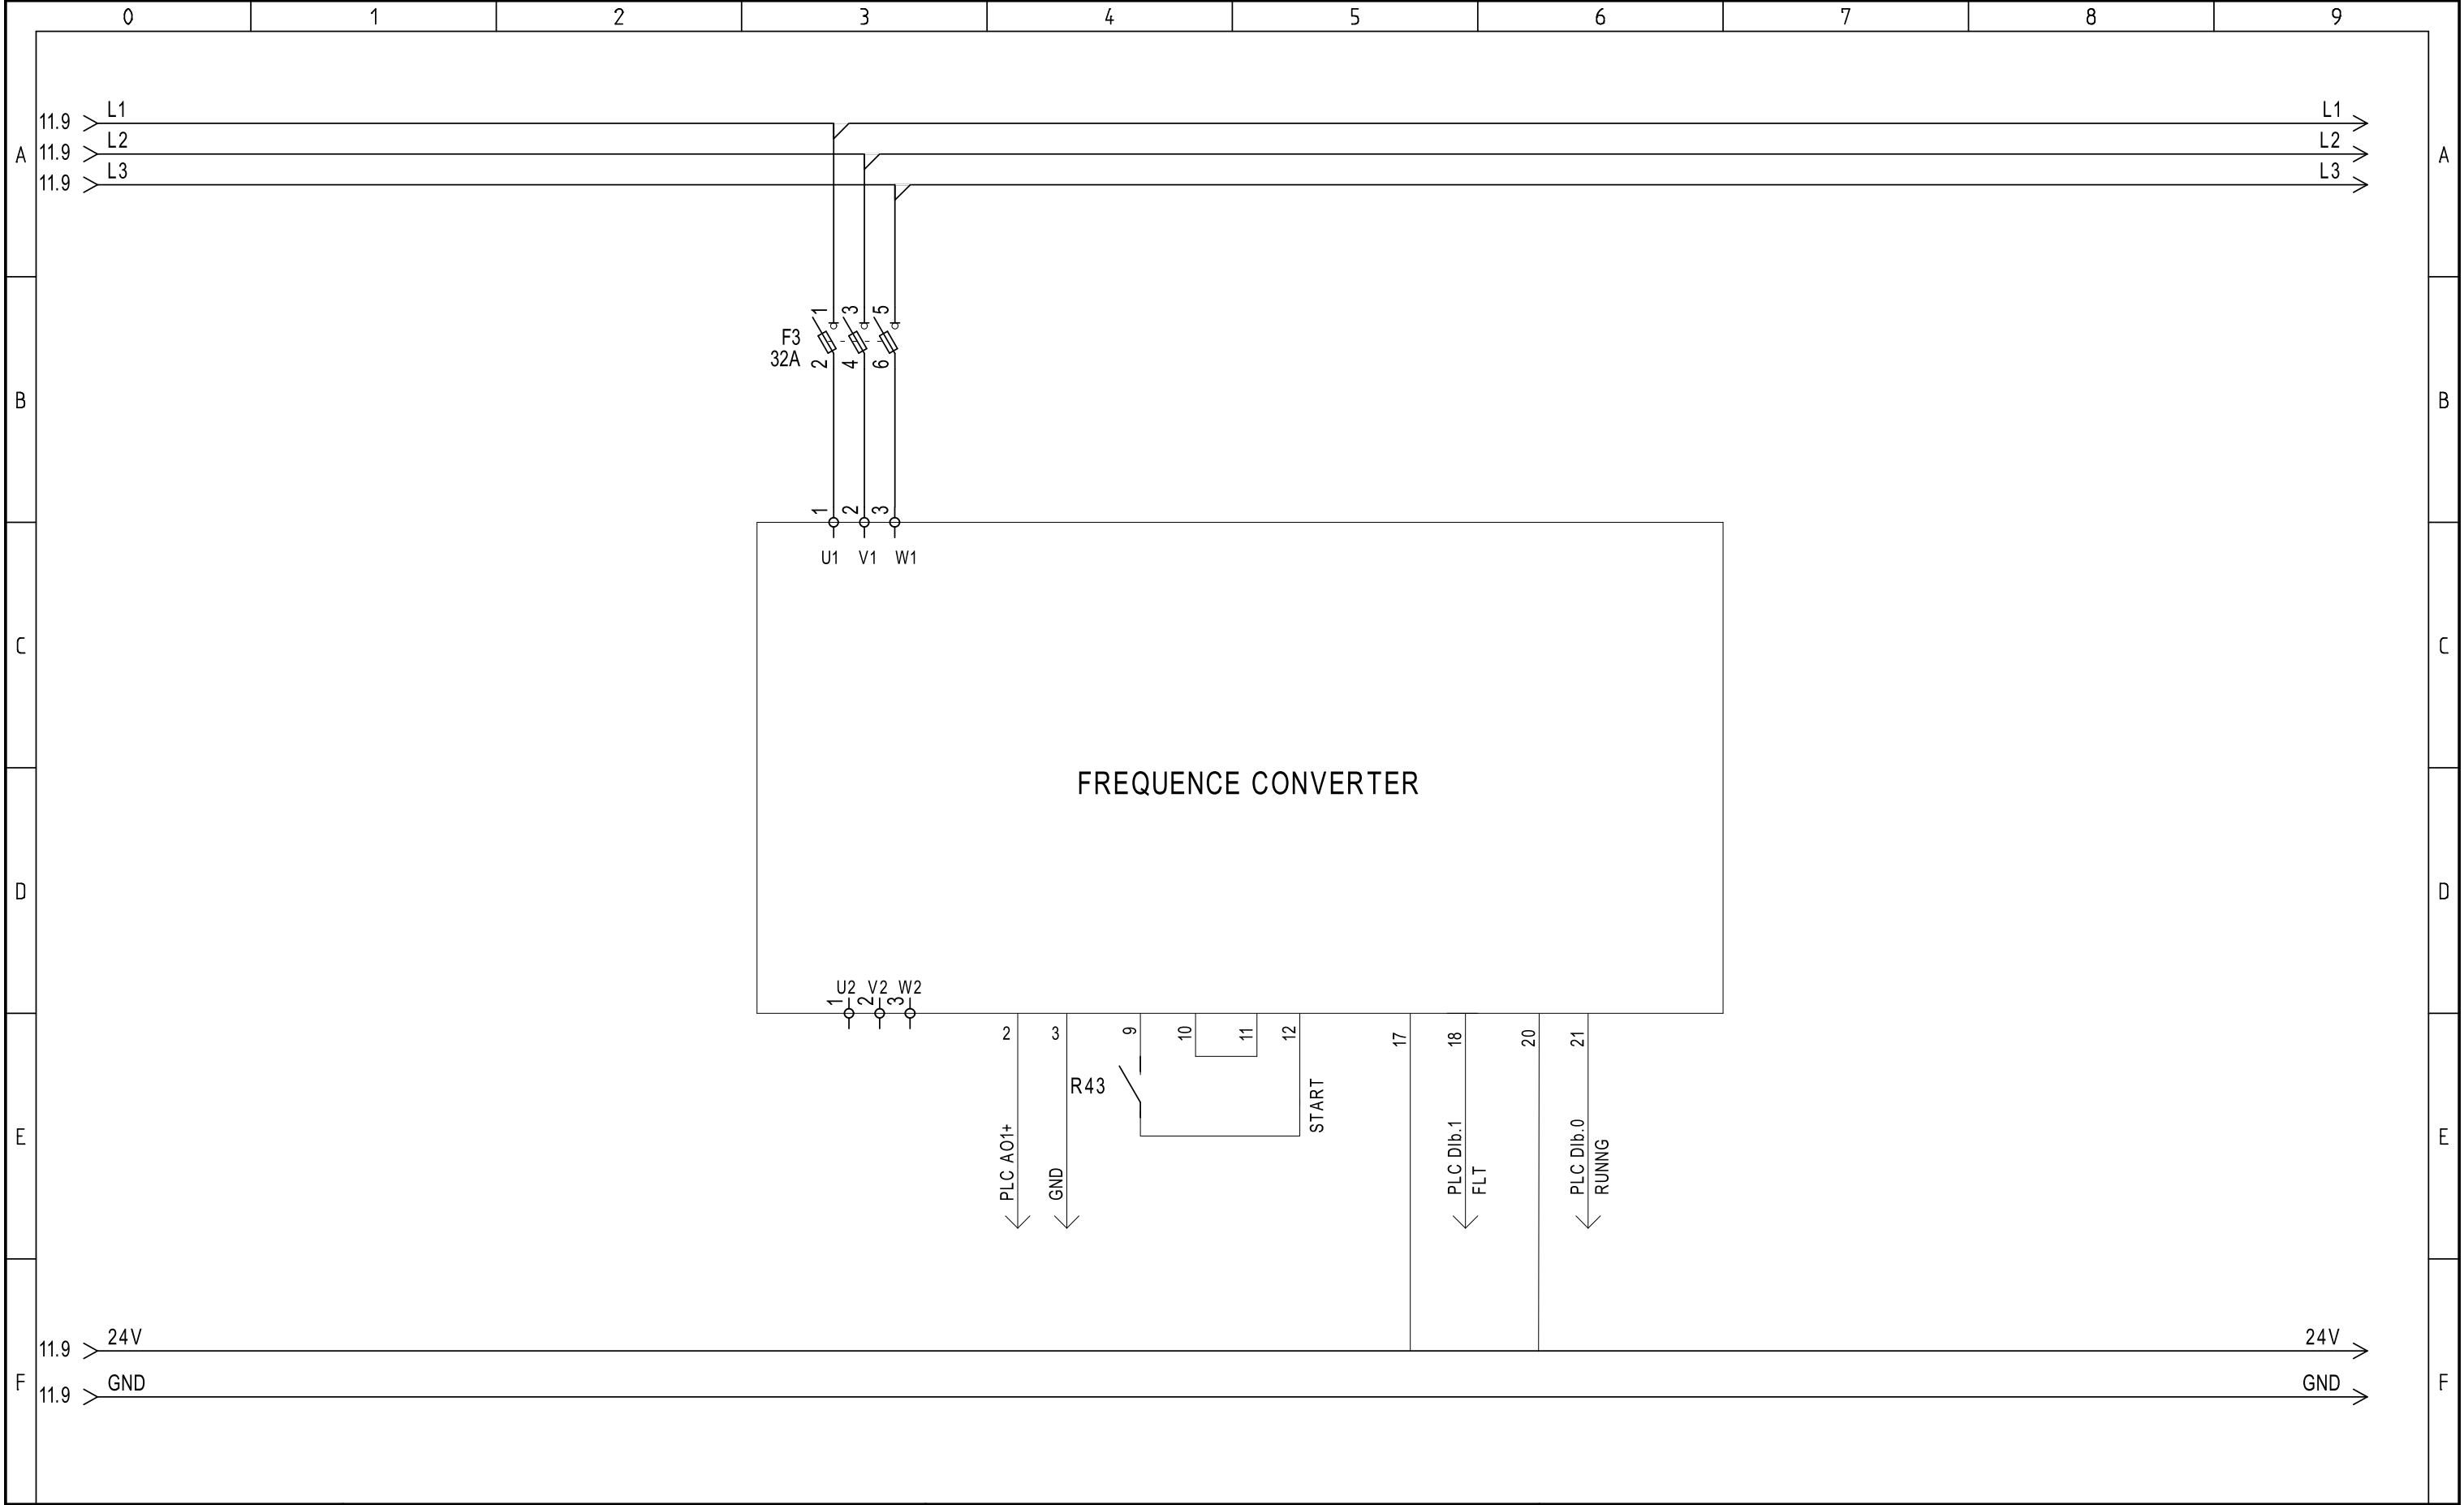 0 1 2 3 4 5 6 7 8 9
L1 L1
11.9
L2 L2
A 11.9 A
L3 L3
11.9
1 3 5
F3
32A
2 4 6
B B
1 2 3
U1 V1 W1
C C
FREQUENCE CONVERTER
D D
U2 V2 W2
1 2 3
2 3 9 10 11 12 17 18 20 21
R43
START
PLC AO1+
GND
PLC DIb.1
FLT
PLC DIb.0
RUNNG
E E
24V 24V
11.9
F F
GND GND
11.9